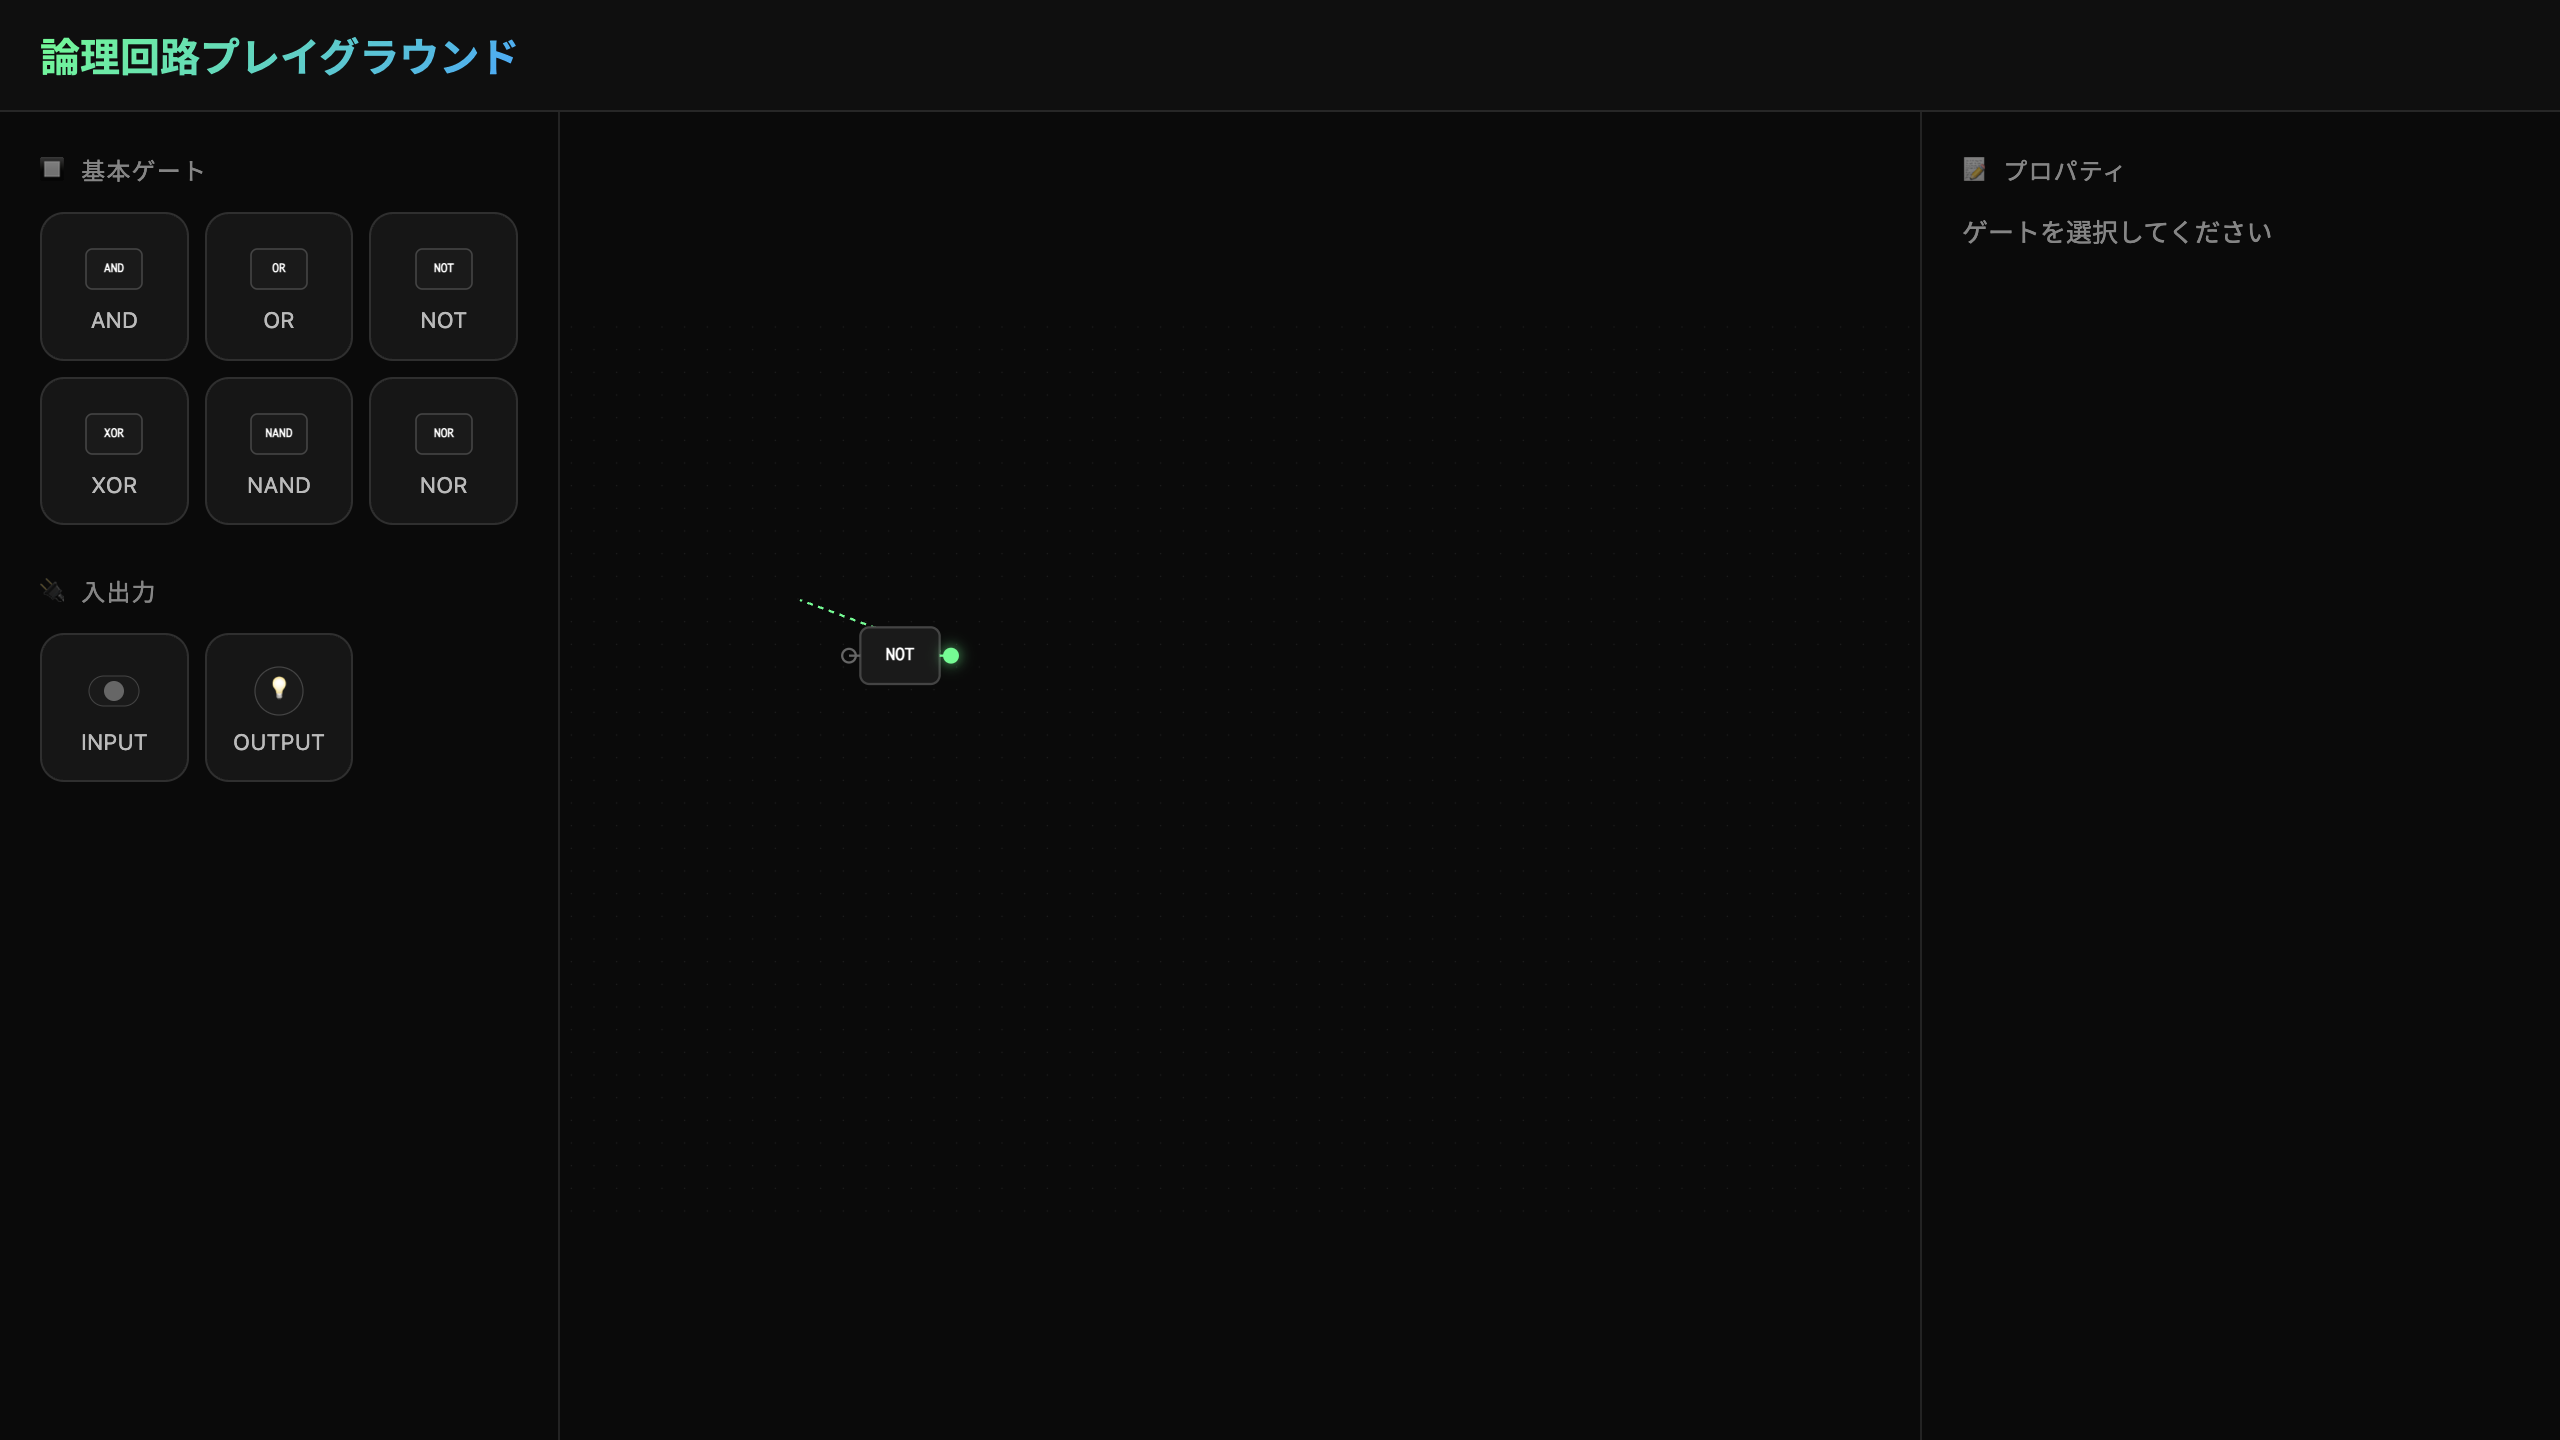 論理回路プレイグラウンド
基本ゲート
AND
AND
OR
OR
NOT
NOT
XOR
XOR
NAND
NAND
NOR
NOR
入出力
INPUT
OUTPUT
NOT
プロパティ
ゲートを選択してください